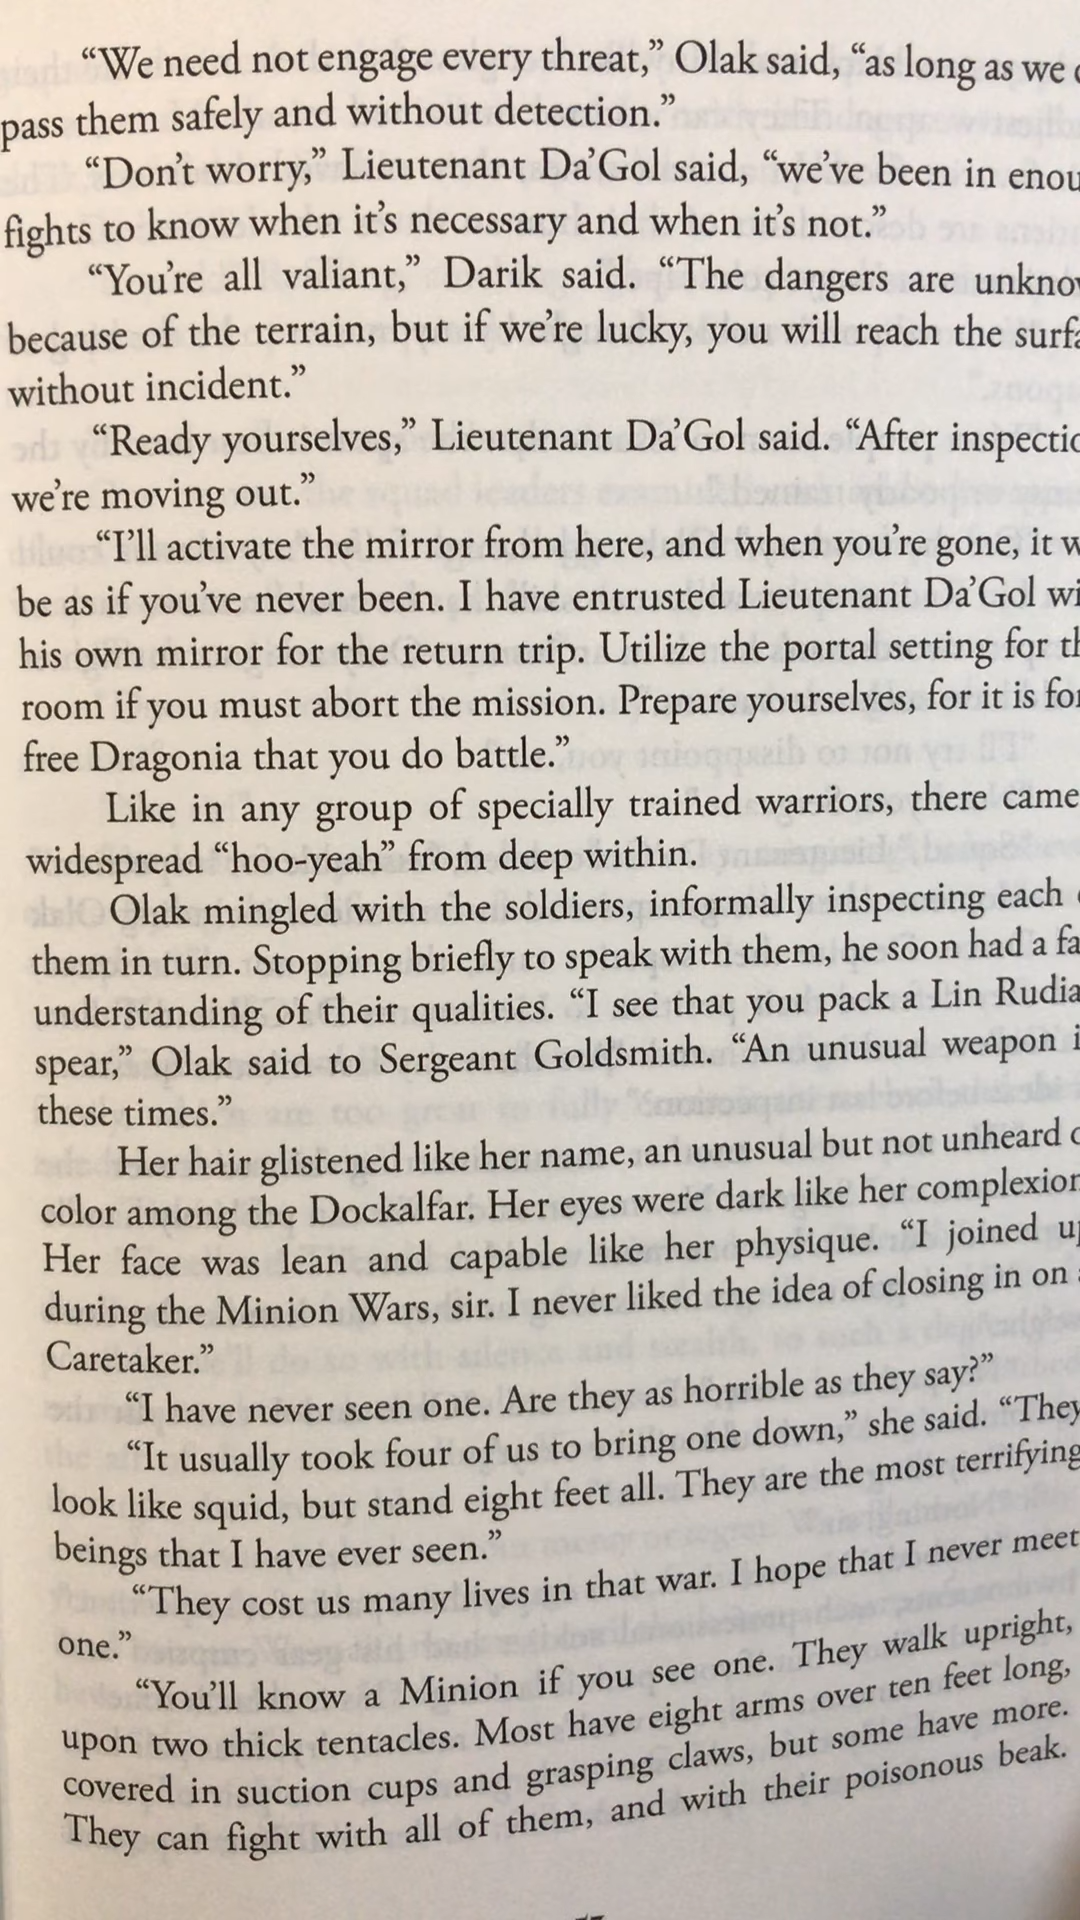 “We need not engage every threat,” Olak said, “as long as we
pass them safely and without detection.”
“Don’t worry,” Lieutenant Da’Gol said, “we’ve been in enou
fights to know when it’s necessary and when it’s not.”
“You’re all valiant,” Darik said. “The dangers are unkno
because of the terrain, but if we’re lucky, you will reach the surfa
without incident.”
“Ready yourselves,” Lieutenant Da’Gol said. “After inspectio
we’re moving out.”
“I’ll activate the mirror from here, and when you’re gone, it w
be as if you’ve never been. I have entrusted Lieutenant Da’Gol wi
his own mirror for the return trip. Utilize the portal setting for th
room if you must abort the mission. Prepare yourselves, for it is for
free Dragonia that you do battle.”
Like in any group of specially trained warriors, there came
widespread “hoo-yeah” from deep within.
Olak mingled with the soldiers, informally inspecting each
them in turn. Stopping briefly to speak with them, he soon had a fa
understanding of their qualities. “I see that you pack a Lin Rudia
spear,” Olak said to Sergeant Goldsmith. “An unusual weapon i
these times.”
Her hair glistened like her name, an unusual but not unheard o
color among the Dockalfar. Her eyes were dark like her complexion
Her face was lean and capable like her physique. “I joined up
during the Minion Wars, sir. I never liked the idea of closing in on a
Caretaker.”
“I have never seen one. Are they as horrible as they say?”
“It usually took four of us to bring one down,” she said. “They
look like squid, but stand eight feet all. They are the most terrifying
beings that I have ever seen.”
“They cost us many lives in that war. I hope that I never meet
one.”
“You’ll know a Minion if you see one. They walk upright,
upon two thick tentacles. Most have eight arms over ten feet long,
covered in suction cups and grasping claws, but some have more.
They can fight with all of them, and with their poisonous beak.